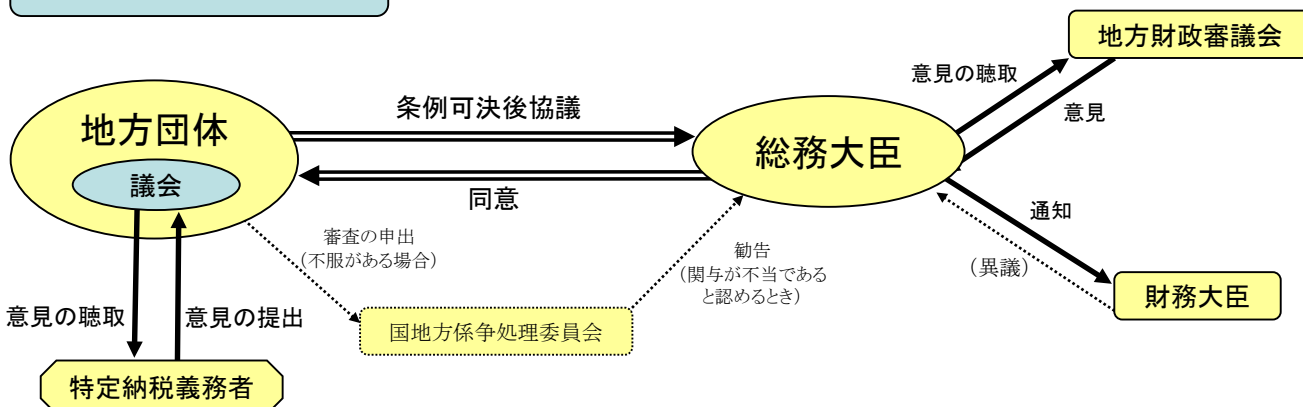 地方財政審議会
意見の聴取
意見
地方団体
議会
条例可決後協議
同意
総務大臣
通知
(異議)
財務大臣
審査の申出
(不服がある場合)
勧告
(関与が不当である
と認めるとき)
国地方係争処理委員会
意見の聴取
意見の提出
特定納税義務者